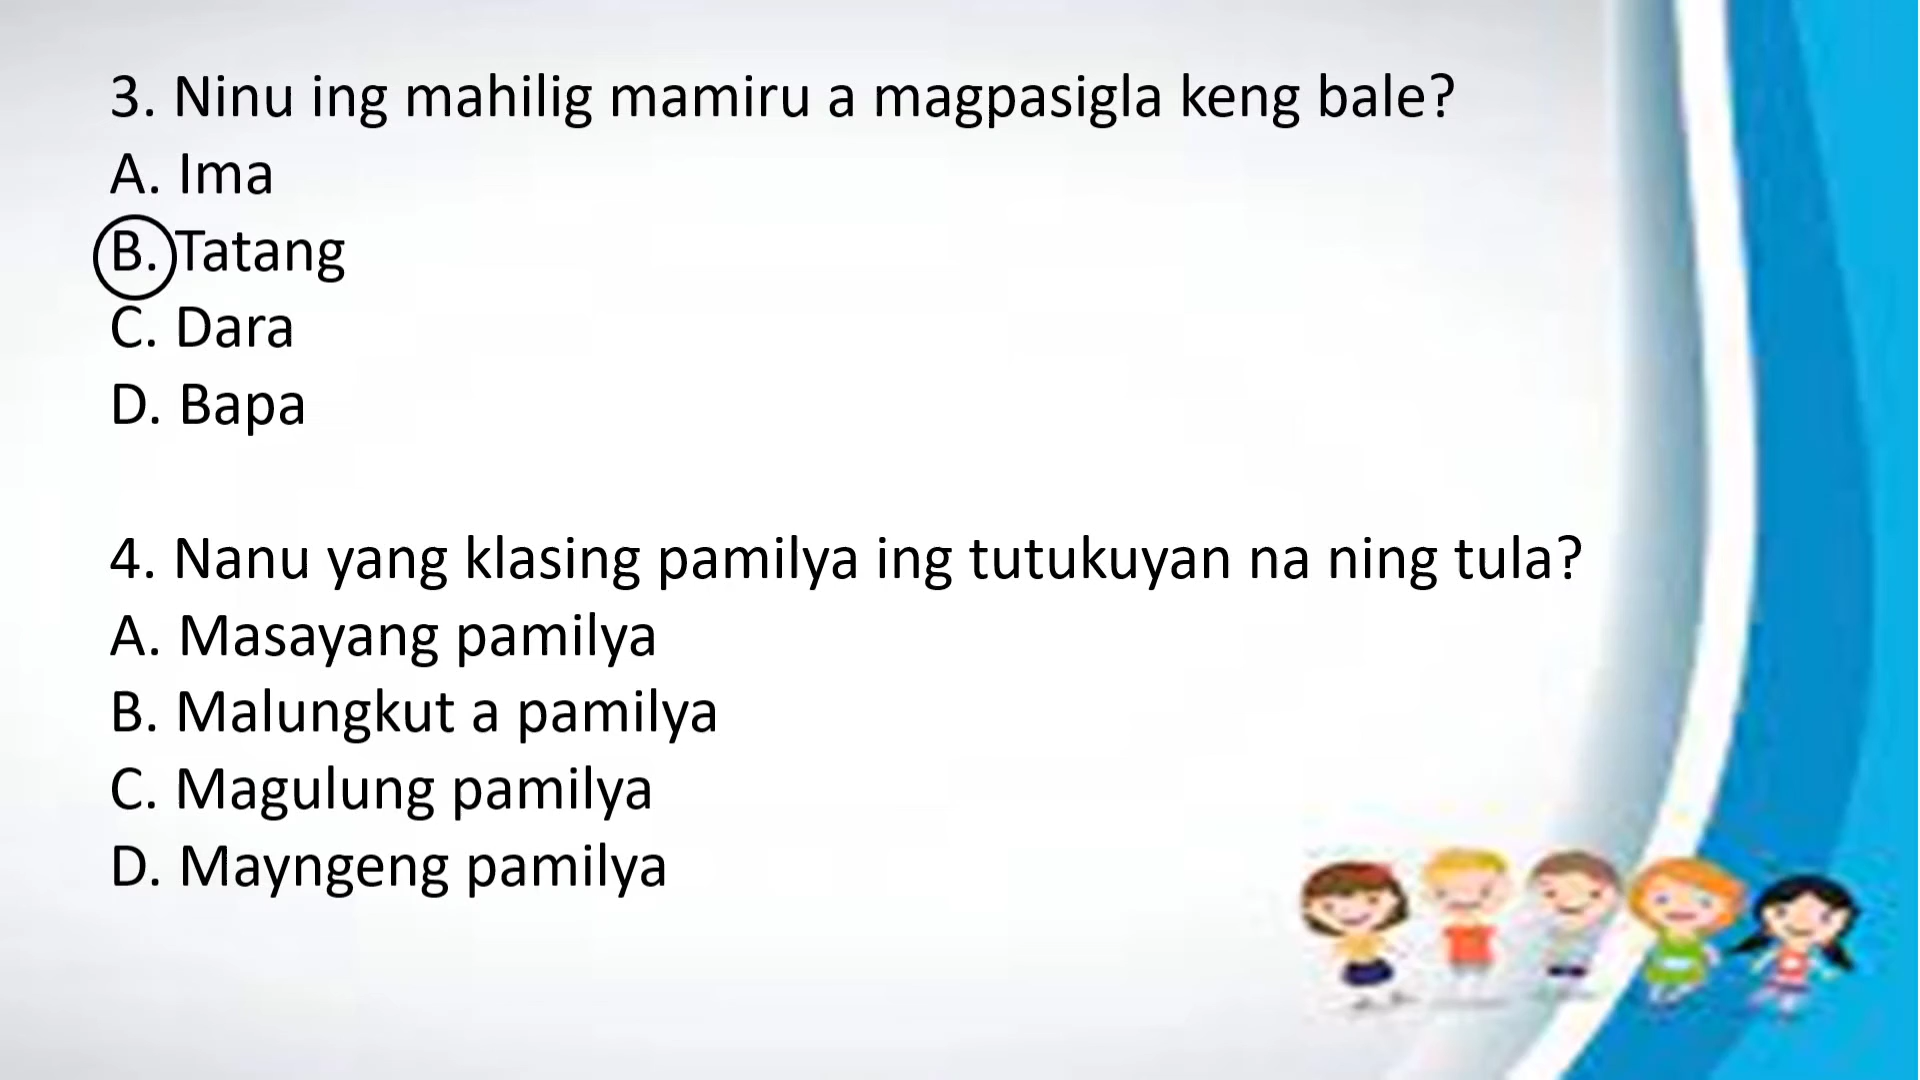 3. Ninu ing mahilig mamiru a magpasigla keng bale?
A. Ima
B. Tatang
C. Dara
D. Bapa
4. Nanu yang klasing pamilya ing tutukuyan na ning tula?
A. Masayang pamilya
B. Malungkut a pamilya
C. Magulung pamilya
D. Mayngeng pamilya